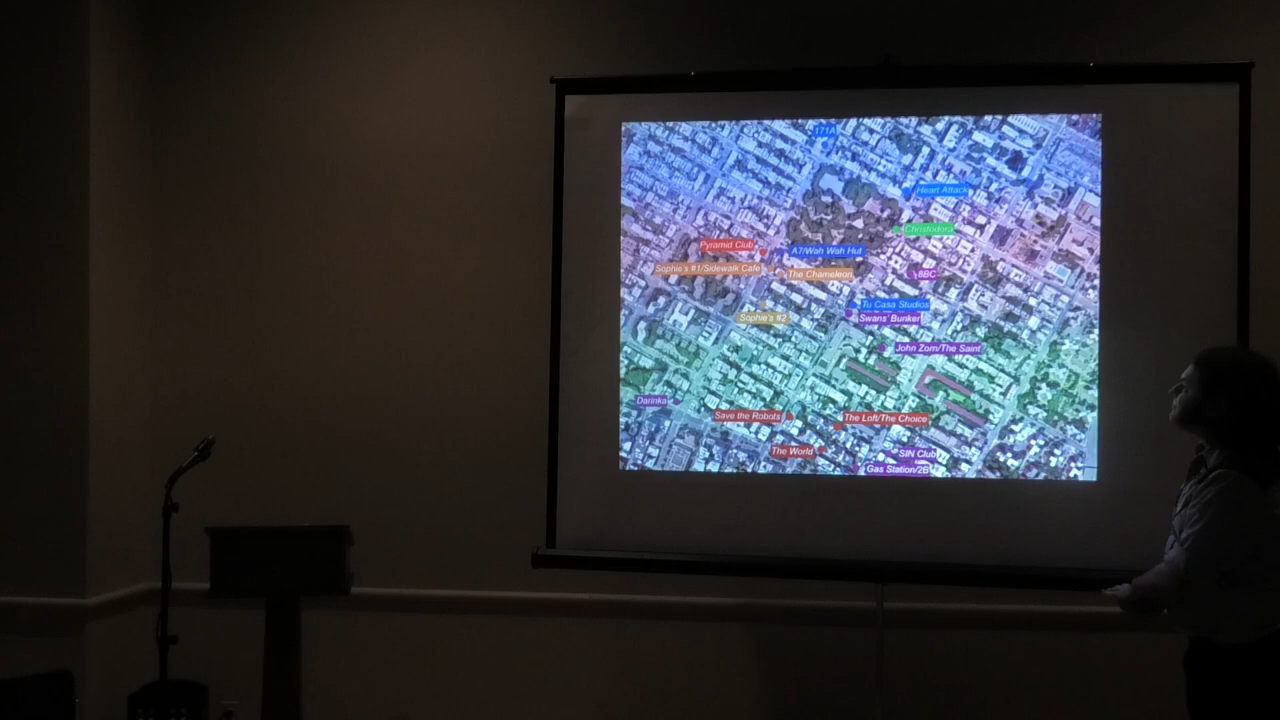 171A
Heart Attack
Christodora
Pyramid Club
A7/Wah Wah Hut
Sophie's #1/Sidewalk Cafe
The Chameleon
8BC
Tu Casa Studios
Sophie's #2
Swans' Bunker
John Zorn/The Saint
Darinka
Save the Robots
The Loft/The Choice
The World
SIN Club
Gas Station/2B